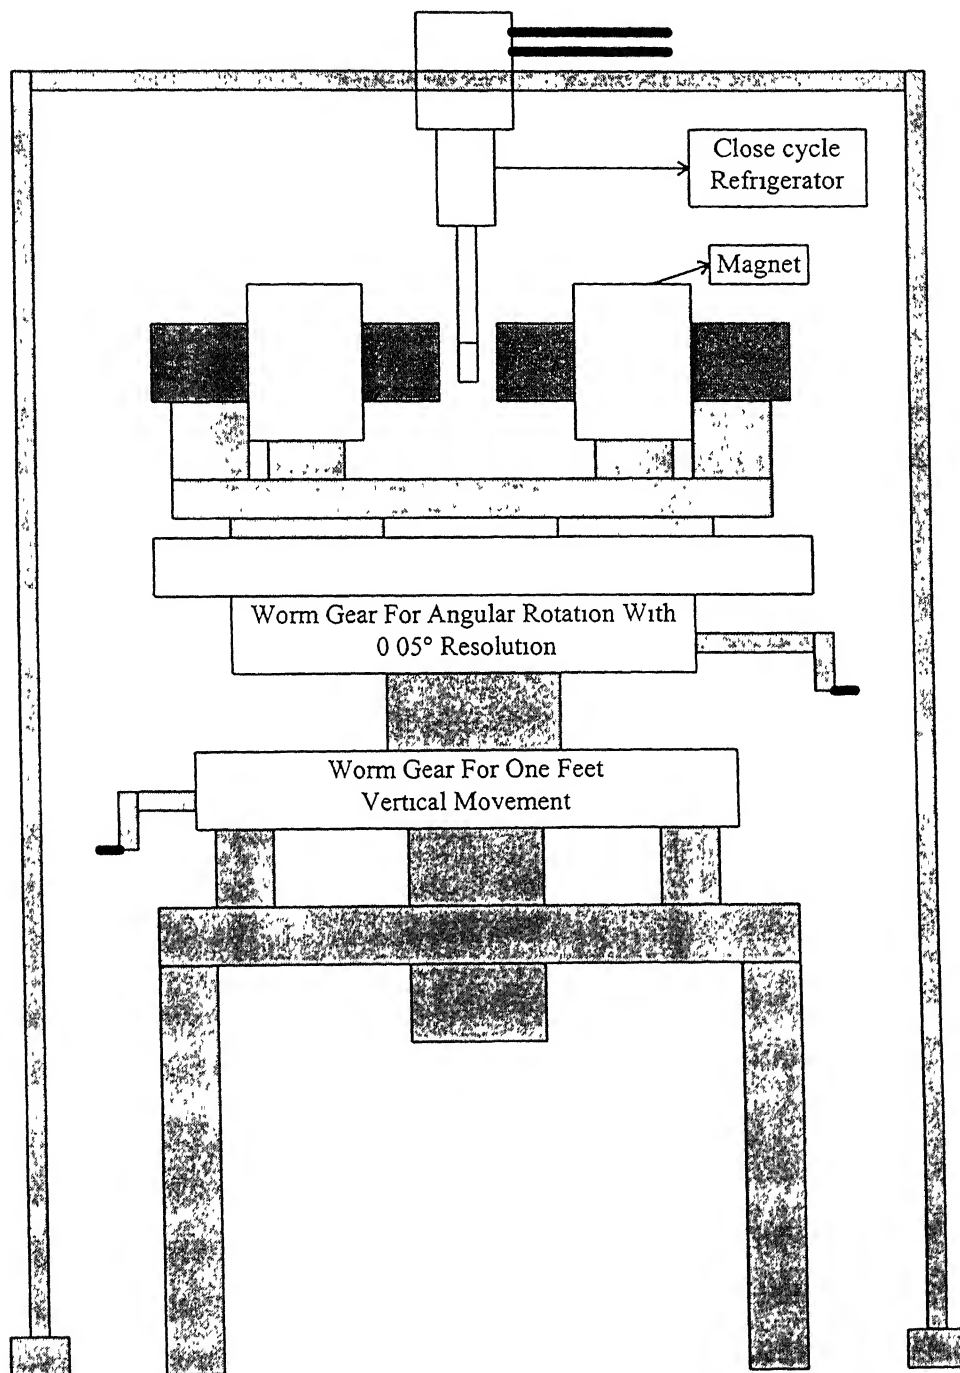 Close cycle
Refrigerator
Magnet
Worm Gear For Angular Rotation With
0 05° Resolution
Worm Gear For One Feet
Vertical Movement